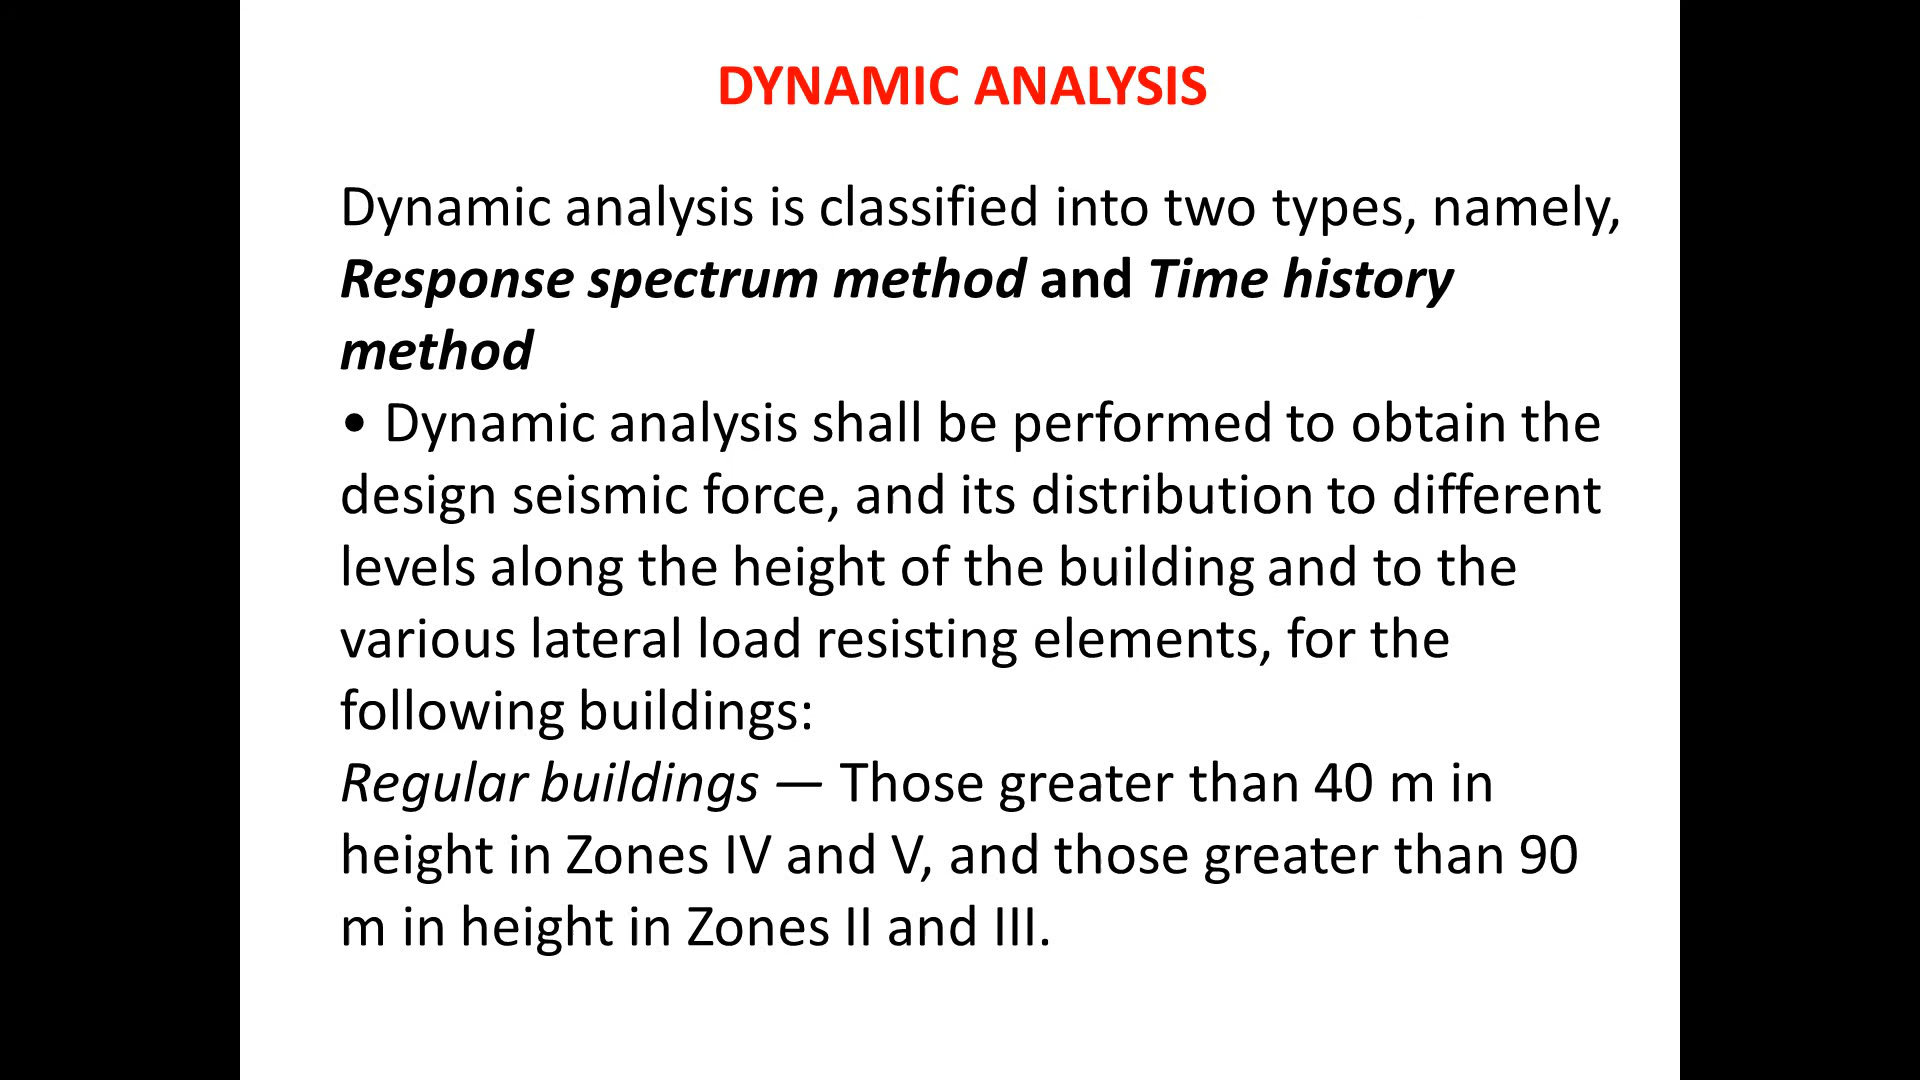 DYNAMIC ANALYSIS
Dynamic analysis is classified into two types, namely,
Response spectrum method and Time history
method
• Dynamic analysis shall be performed to obtain the
design seismic force, and its distribution to different
levels along the height of the building and to the
various lateral load resisting elements, for the
following buildings:
Regular buildings — Those greater than 40 m in
height in Zones IV and V, and those greater than 90
m in height in Zones II and III.